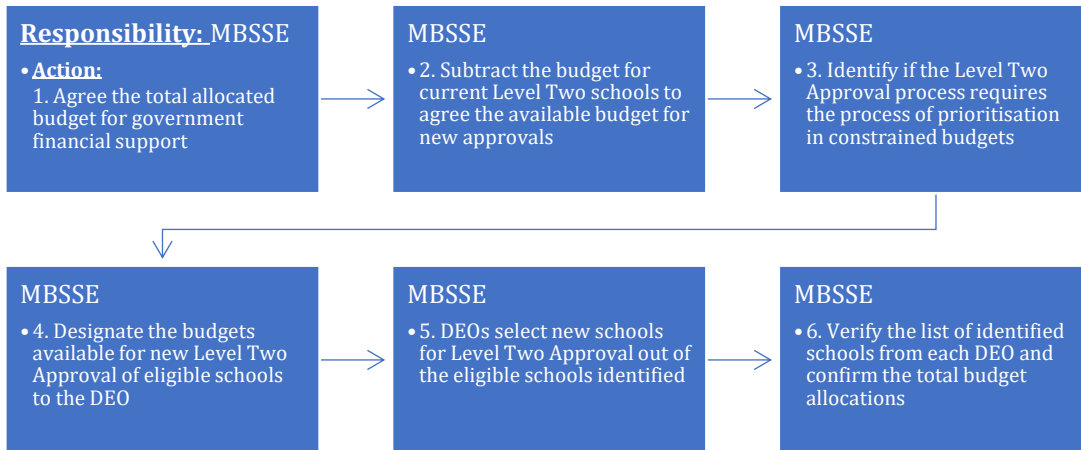 Responsibility: MBSSE
• Action:
1. Agree the total allocated
budget for government
financial support
MBSSE
• 2. Subtract the budget for
current Level Two schools to
agree the available budget for
new approvals
MBSSE
• 3. Identify if the Level Two
Approval process requires
the process of prioritisation
in constrained budgets
MBSSE
• 4. Designate the budgets
available for new Level Two
Approval of eligible schools
to the DEO
MBSSE
• 5. DEOs select new schools
for Level Two Approval out of
the eligible schools identified
MBSSE
• 6. Verify the list of identified
schools from each DEO and
confirm the total budget
allocations